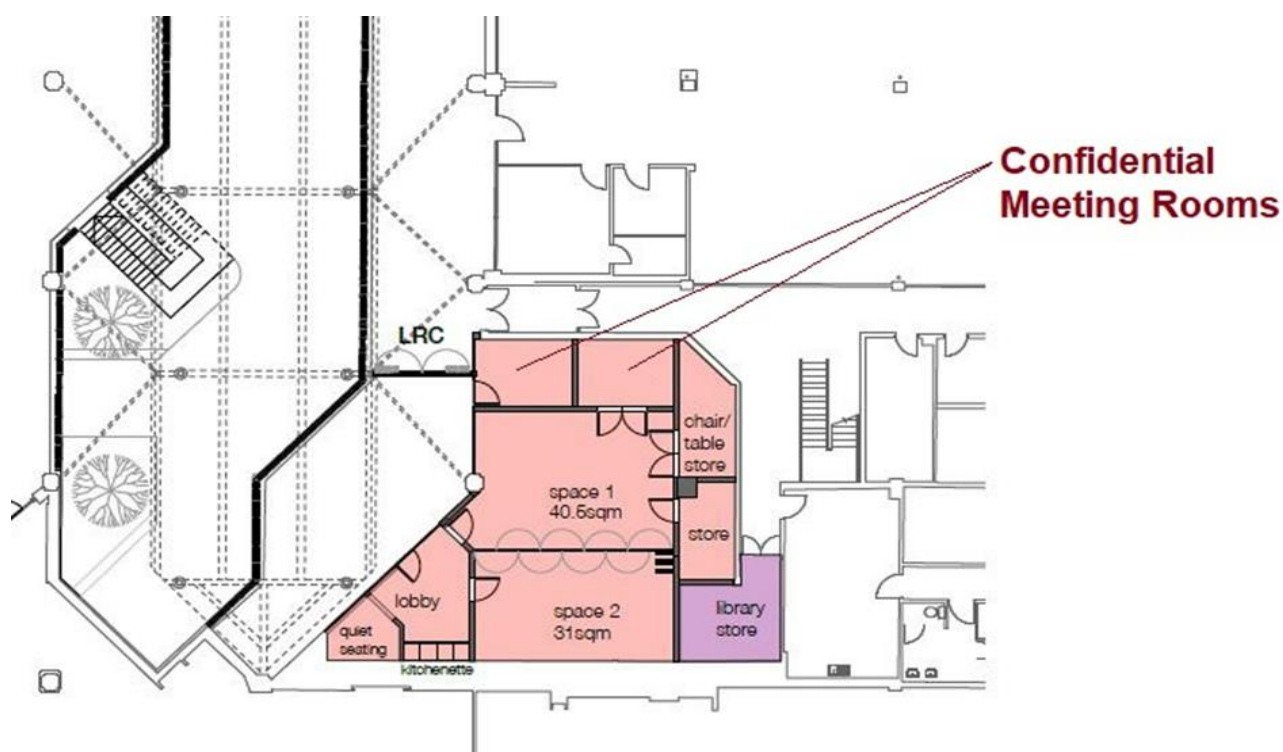 Confidential
Meeting Rooms
LRC
chair/
table
store
space 1
40.5sqm
store
lobby
space 2
31sqm
library
store
quiet
seating
kitchenette